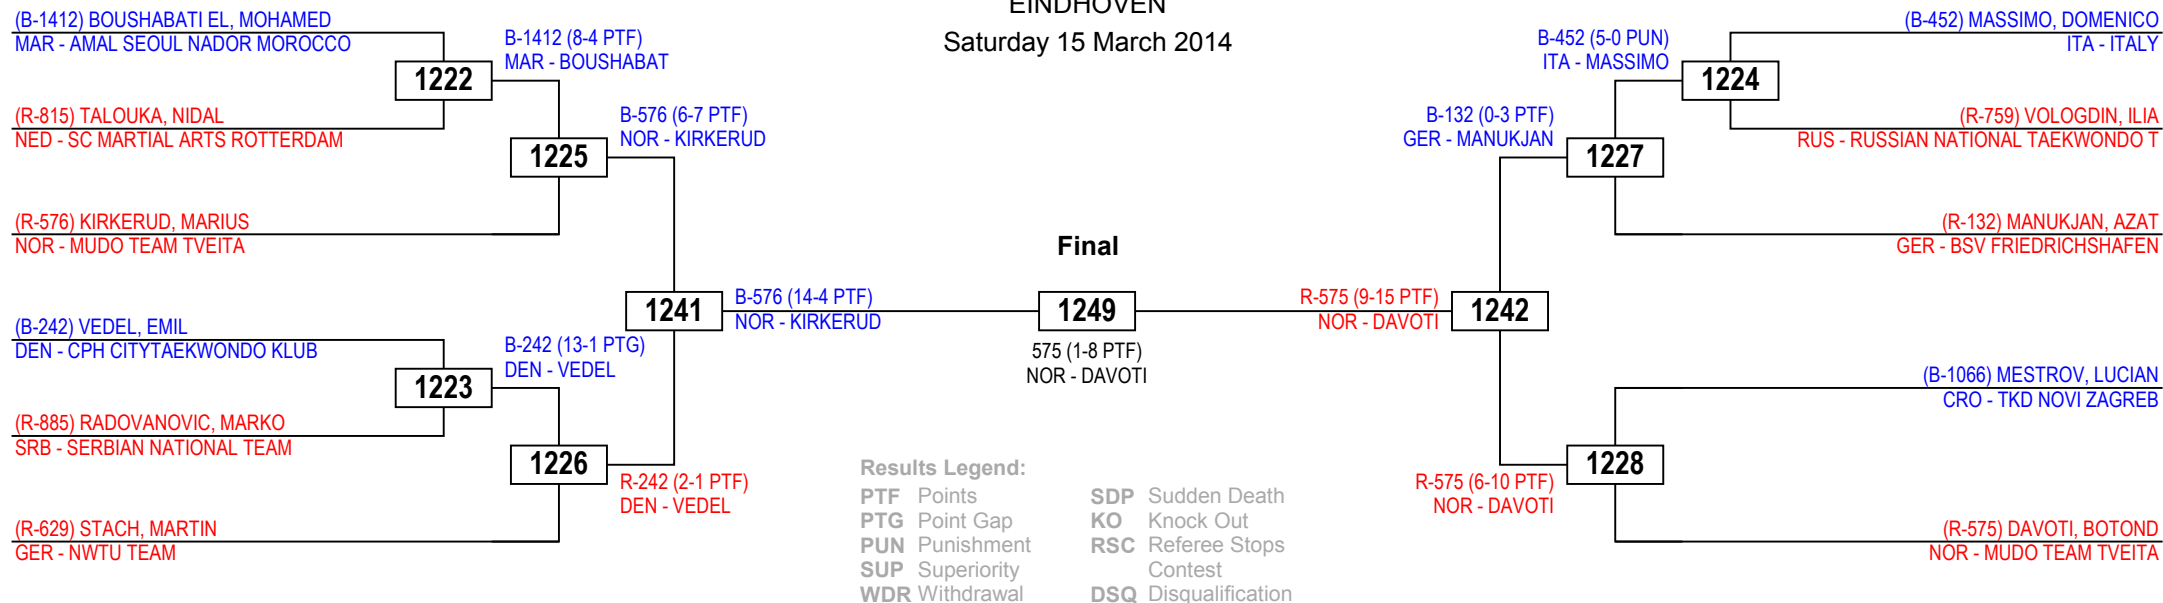 EINDHOVEN
Saturday 15 March 2014
(B-1412) BOUSHABATI EL, MOHAMED
MAR - AMAL SEOUL NADOR MOROCCO
B-1412 (8-4 PTF)
MAR - BOUSHABAT
1222
(R-815) TALOUKA, NIDAL
NED - SC MARTIAL ARTS ROTTERDAM
B-576 (6-7 PTF)
NOR - KIRKERUD
1225
(R-576) KIRKERUD, MARIUS
NOR - MUDO TEAM TVEITA
1241
B-576 (14-4 PTF)
NOR - KIRKERUD
(B-242) VEDEL, EMIL
DEN - CPH CITYTAEKWONDO KLUB
B-242 (13-1 PTG)
DEN - VEDEL
1223
(R-885) RADOVANOVIC, MARKO
SRB - SERBIAN NATIONAL TEAM
1226
R-242 (2-1 PTF)
DEN - VEDEL
(R-629) STACH, MARTIN
GER - NWTU TEAM
Final
1249
575 (1-8 PTF)
NOR - DAVOTI
(B-452) MASSIMO, DOMENICO
ITA - ITALY
B-452 (5-0 PUN)
ITA - MASSIMO
1224
(R-759) VOLOGDIN, ILIA
RUS - RUSSIAN NATIONAL TAEKWONDO T
B-132 (0-3 PTF)
GER - MANUKJAN
1227
(R-132) MANUKJAN, AZAT
GER - BSV FRIEDRICHSHAFEN
R-575 (9-15 PTF)
NOR - DAVOTI
1242
(B-1066) MESTROV, LUCIAN
CRO - TKD NOVI ZAGREB
1228
R-575 (6-10 PTF)
NOR - DAVOTI
(R-575) DAVOTI, BOTOND
NOR - MUDO TEAM TVEITA
Results Legend:
PTF Points SDP Sudden Death
PTG Point Gap KO Knock Out
PUN Punishment RSC Referee Stops
SUP Superiority Contest
WDR Withdrawal DSQ Disqualification